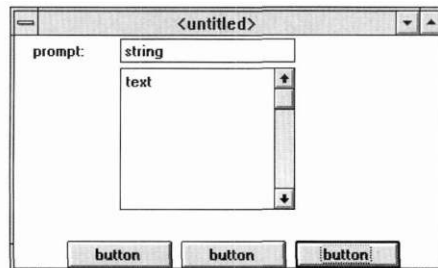 <untitled>
prompt: string
text
button button button